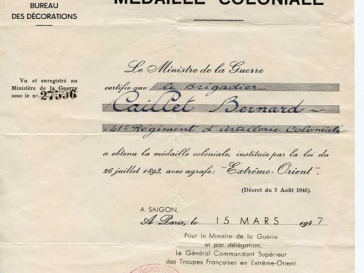 BUREAU
DES DÉCORATIONS
MÉDAILLE COLONIALE
Vu et enregistré au
Ministère de la Guerre
sous le nº 27596
Le Ministre de la Guerre
certifie que le Brigadier
Caillet Bernard
41e Régiment d'Artillerie Coloniale
a obtenu la médaille coloniale, instituée par la loi du
26 juillet 1893, avec agrafe: "Extrême-Orient"
(Décret du 5 Août 1946)
A SAIGON,
A Paris, le 15 MARS 1947
Pour le Ministre de la Guerre
et par délégation,
le Général Commandant Supérieur
des Troupes Françaises en Extrême-Orient